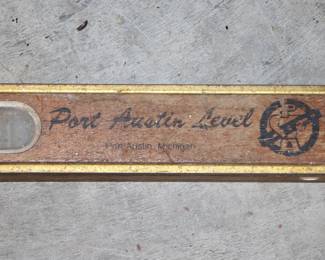 Port Austin Level
Port Austin, Michigan